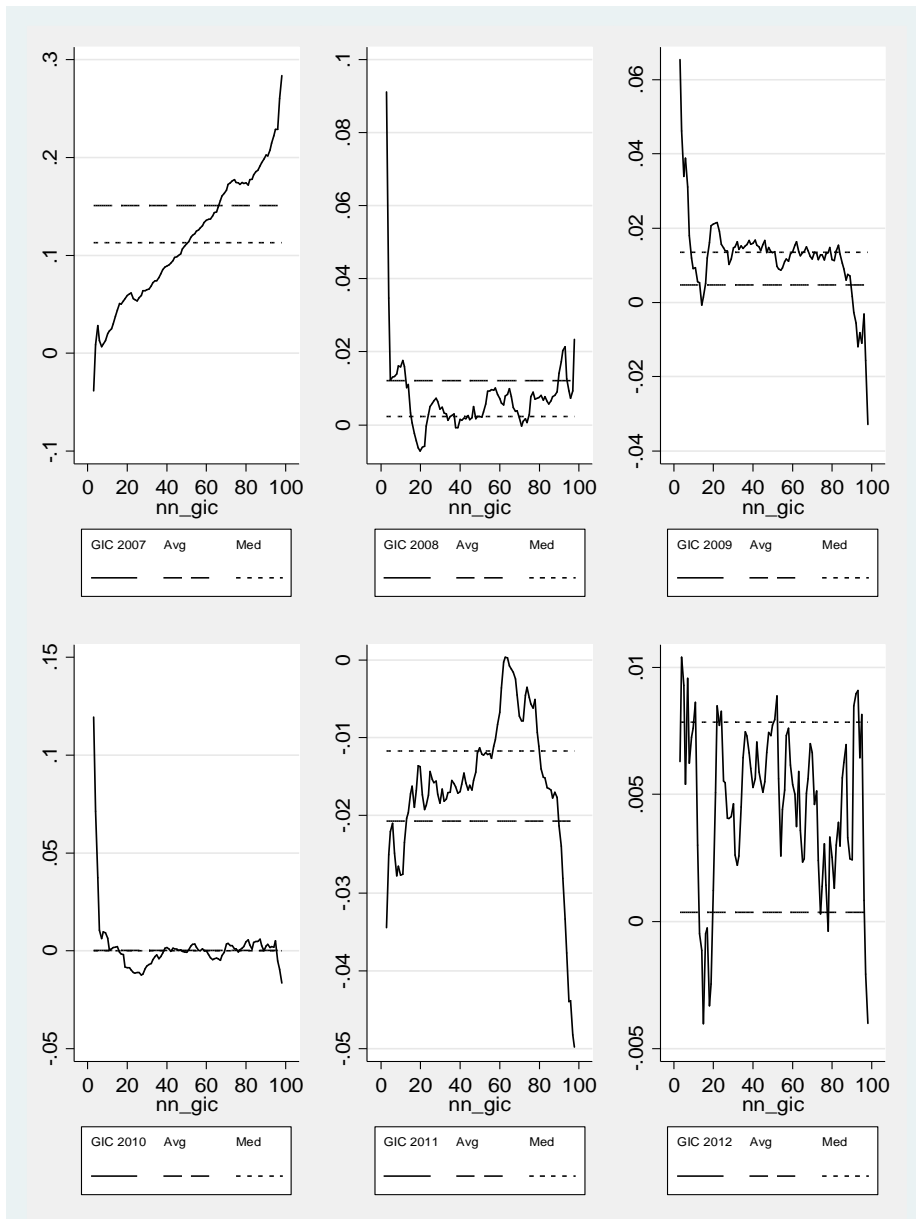 .3
.2
.1
0
-.1
0 20 40 60 80 100
nn_gic
GIC 2007 Avg Med
.1
.08
.06
.04
.02
0
0 20 40 60 80 100
nn_gic
GIC 2008 Avg Med
.06
.04
.02
0
-.02
-.04
0 20 40 60 80 100
nn_gic
GIC 2009 Avg Med
.15
.1
.05
0
-.05
0 20 40 60 80 100
nn_gic
GIC 2010 Avg Med
0
-.01
-.02
-.03
-.04
-.05
0 20 40 60 80 100
nn_gic
GIC 2011 Avg Med
.01
.005
0
-.005
0 20 40 60 80 100
nn_gic
GIC 2012 Avg Med